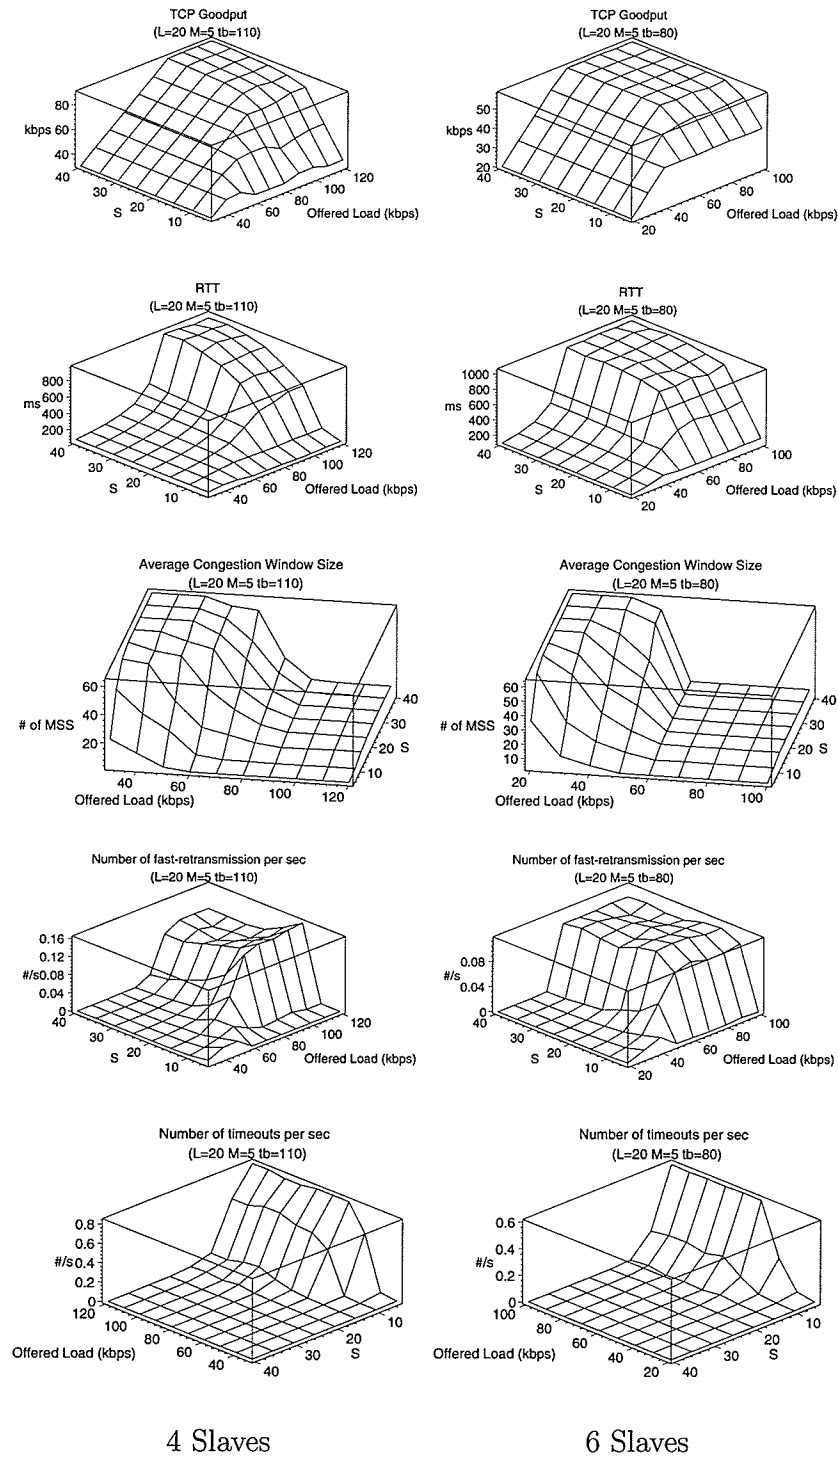 TCP Goodput
(L=20 M=5 tb=110)
80
kbps 60
40
40
30
S 20
10
40
60
80
100
120
Offered Load (kbps)
TCP Goodput
(L=20 M=5 tb=80)
50
kbps 40
30
20
40
30
S 20
10
20
40
60
80
100
Offered Load (kbps)
RTT
(L=20 M=5 tb=110)
800
ms 600
400
200
40
30
S 20
10
40
60
80
100
120
Offered Load (kbps)
RTT
(L=20 M=5 tb=80)
1000
800
ms 600
400
200
40
30
S 20
10
20
40
60
80
100
Offered Load (kbps)
Average Congestion Window Size
(L=20 M=5 tb=110)
60
# of MSS 40
20
40
60
80
100
120
Offered Load (kbps)
40
30
20 S
10
Average Congestion Window Size
(L=20 M=5 tb=80)
60
50
40
# of MSS 30
20
10
20
40
60
80
100
Offered Load (kbps)
40
30
20 S
10
Number of fast-retransmission per sec
(L=20 M=5 tb=110)
0.16
0.12
#/s 0.08
0.04
0
40
30
S 20
10
40
60
80
100
120
Offered Load (kbps)
Number of fast-retransmission per sec
(L=20 M=5 tb=80)
0.08
#/s
0.04
0
40
30
S 20
10
20
40
60
80
100
Offered Load (kbps)
Number of timeouts per sec
(L=20 M=5 tb=110)
0.8
0.6
#/s 0.4
0.2
0
120
100
80
60
40
Offered Load (kbps)
40
30
20
10
S
Number of timeouts per sec
(L=20 M=5 tb=80)
0.6
0.4
#/s
0.2
0
100
80
60
40
20
Offered Load (kbps)
40
30
20
10
S
4 Slaves
6 Slaves